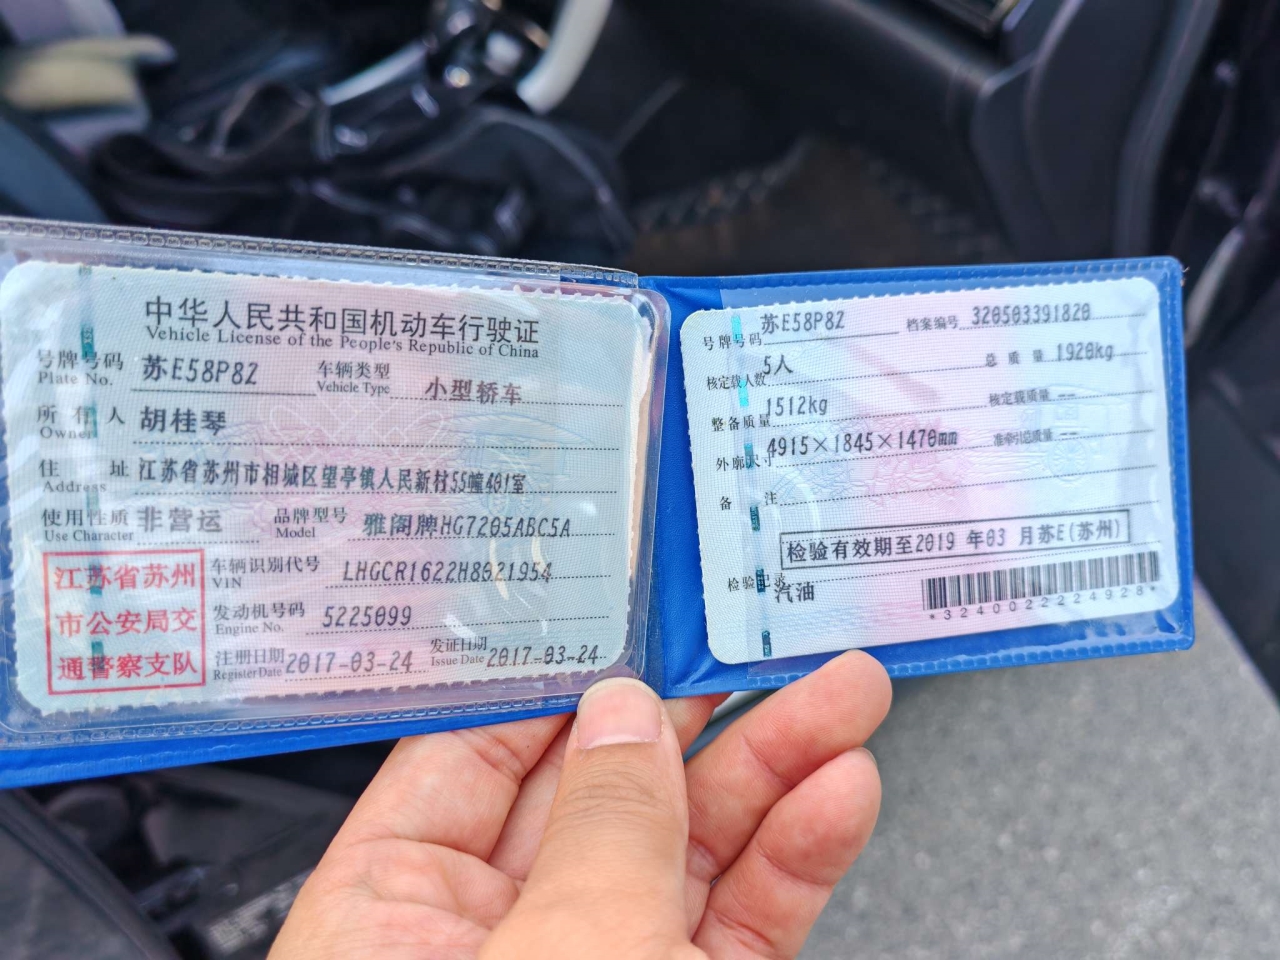 中华人民共和国机动车行驶证
Vehicle License of the People's Republic of China
号牌号码 苏E58P8Z 车辆类型 小型轿车
Plate No. Vehicle Type
所有人 胡桂琴
Owner
住址 江苏省苏州市相城区望亭镇人民新村55幢401室
Address
使用性质 非营运 品牌型号 雅阁牌HG7205ABC5A
Use Character Model
江苏省苏州
市公安局交
通警察支队
车辆识别代号 LHGCR1622H8021954
VIN
发动机号码 5225099
Engine No.
注册日期 2017-03-24 发证日期 2017-03-24
Register Date Issue Date
号牌号码 苏E58P8Z 档案编号 320503391820
核定载人数 5人 总质量 1920kg
整备质量 1512kg 核定载质量 --
外廓尺寸 4915×1845×1470mm 准牵引总质量 --
备注
检验有效期至2019年03月苏E(苏州)
检验记录
汽油
*3240022224928*